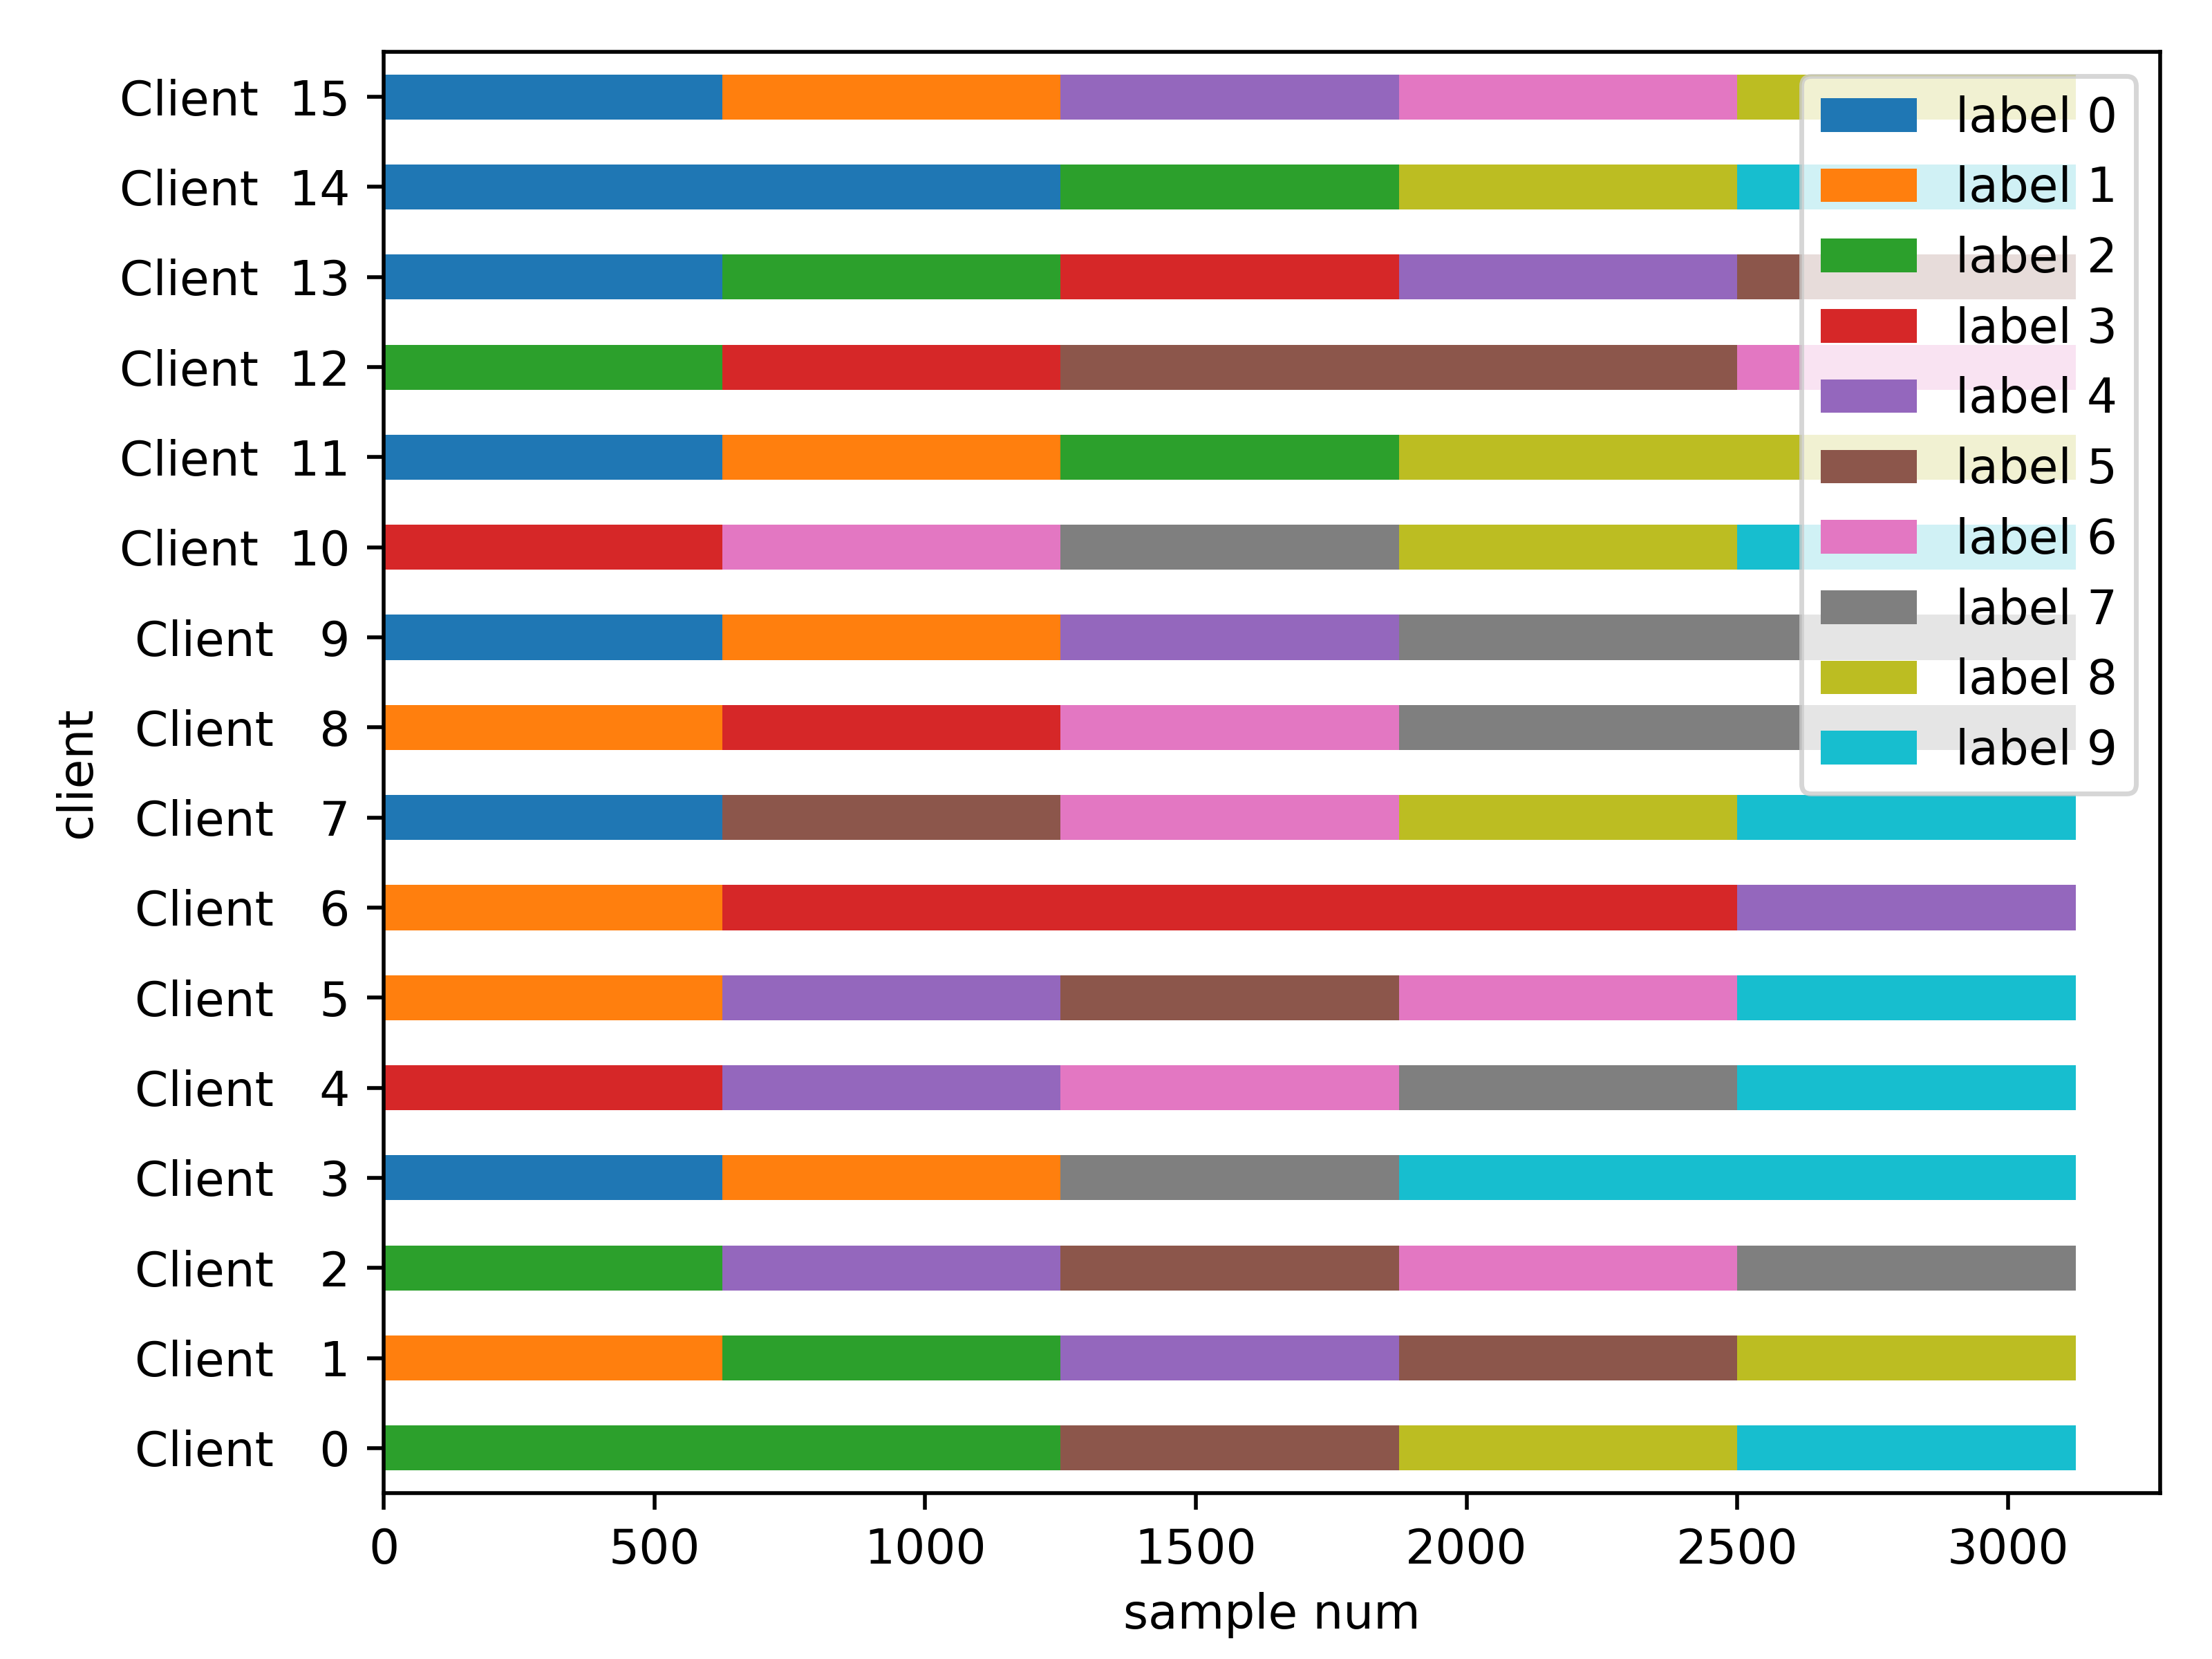 Client  15
Client  14
Client  13
Client  12
Client  11
Client  10
Client   9
Client   8
Client   7
Client   6
Client   5
Client   4
Client   3
Client   2
Client   1
Client   0
client
label 0
label 1
label 2
label 3
label 4
label 5
label 6
label 7
label 8
label 9
0 500 1000 1500 2000 2500 3000
sample num